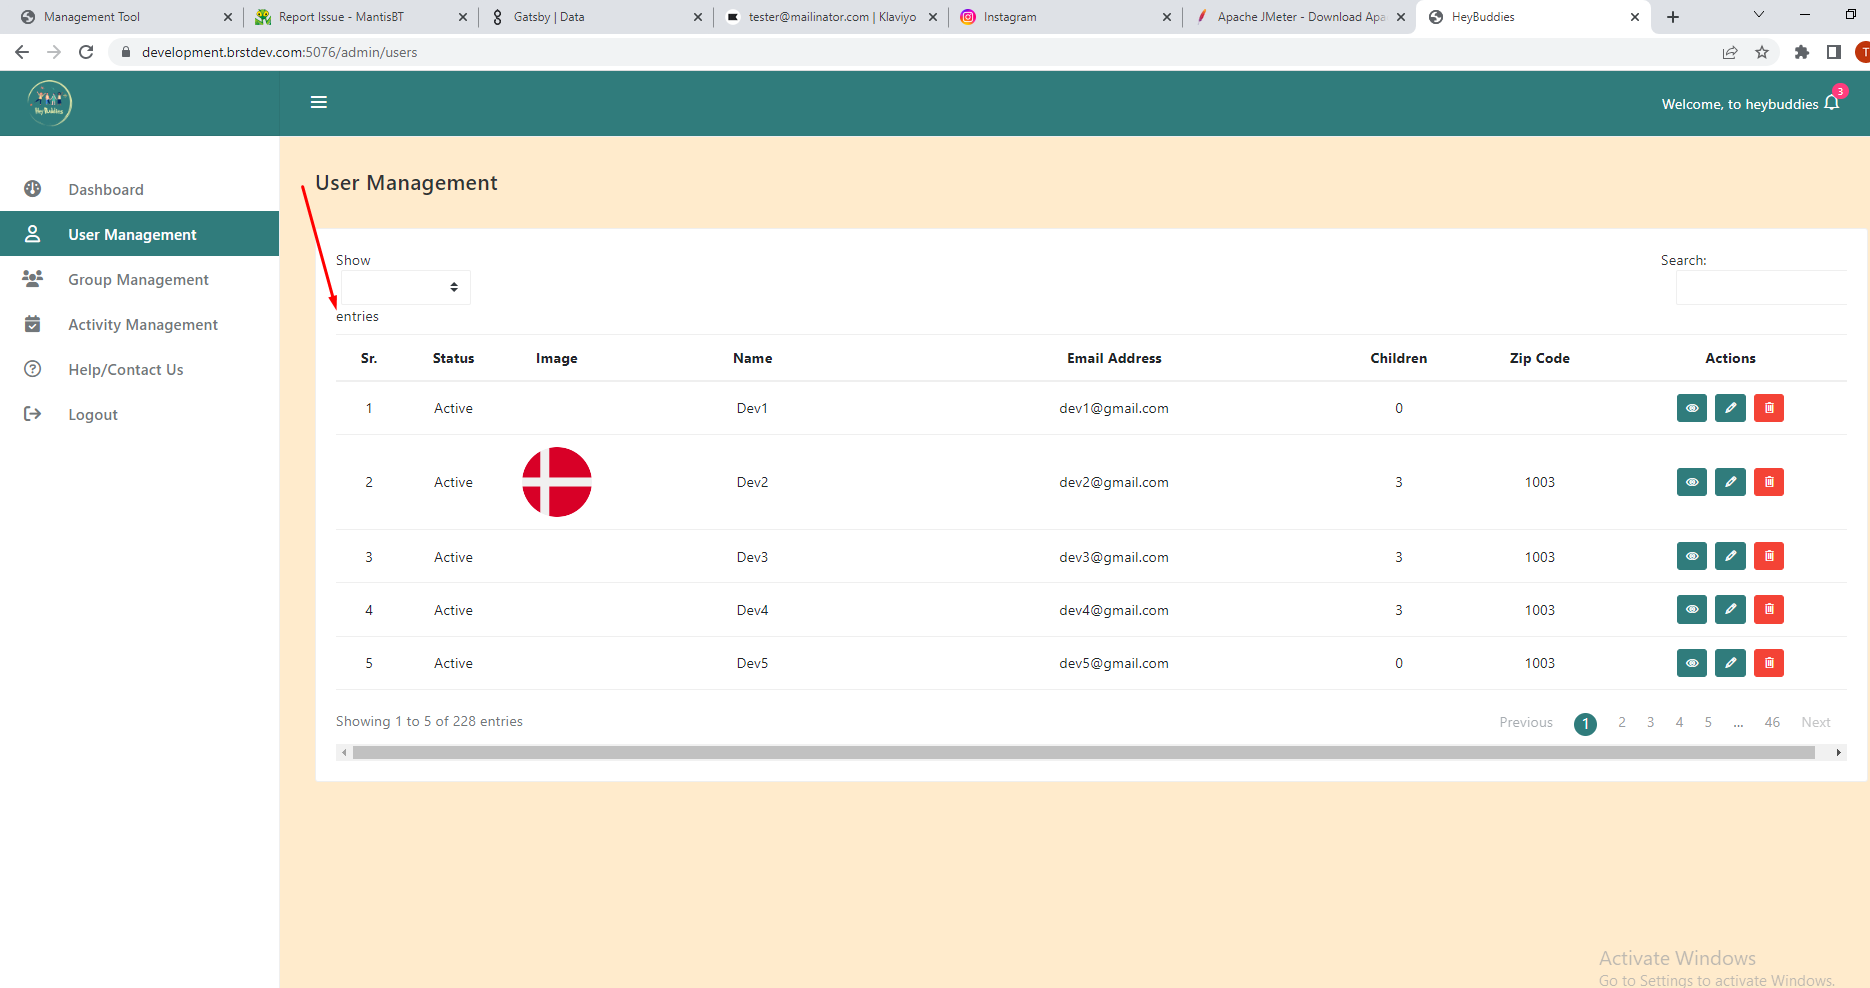 Management Tool
Report Issue - MantisBT
Gatsby | Data
tester@mailinator.com | Klaviyo
Instagram
Apache JMeter - Download Apa
HeyBuddies
development.brstdev.com:5076/admin/users
T
Hey Buddies
Welcome, to heybuddies
3
Dashboard
User Management
Group Management
Activity Management
Help/Contact Us
Logout
User Management
Show
entries
Search:
Sr. Status Image Name Email Address Children Zip Code Actions
1 Active Dev1 dev1@gmail.com 0
2 Active Dev2 dev2@gmail.com 3 1003
3 Active Dev3 dev3@gmail.com 3 1003
4 Active Dev4 dev4@gmail.com 3 1003
5 Active Dev5 dev5@gmail.com 0 1003
Showing 1 to 5 of 228 entries
Previous 1 2 3 4 5 ... 46 Next
Activate Windows
Go to Settings to activate Windows.